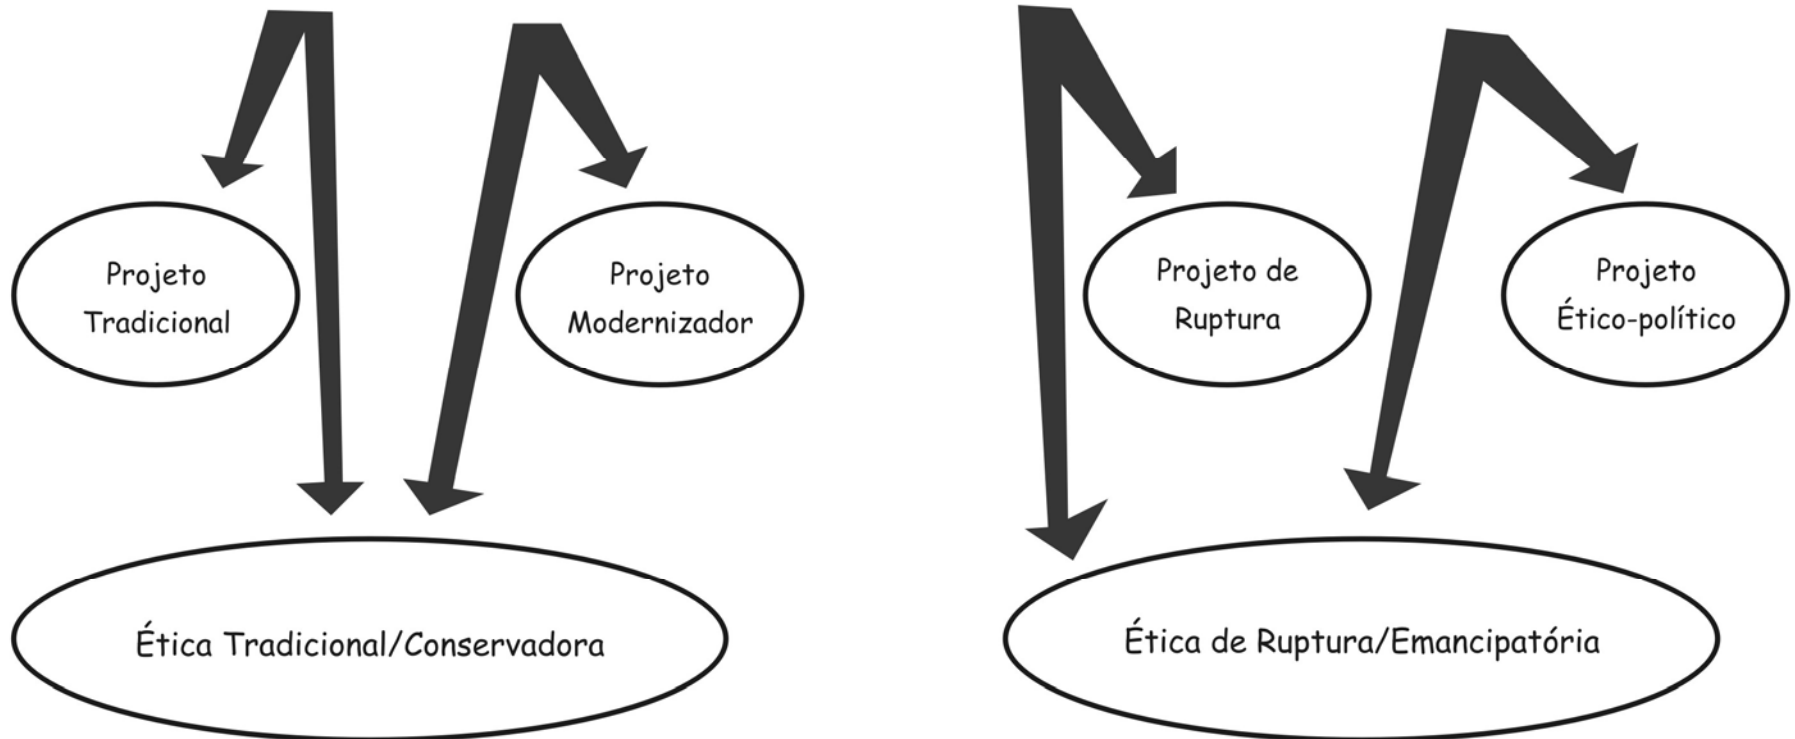 Projeto
Tradicional
Projeto
Modernizador
Projeto de
Ruptura
Projeto
Ético-político
Ética Tradicional/Conservadora
Ética de Ruptura/Emancipatória